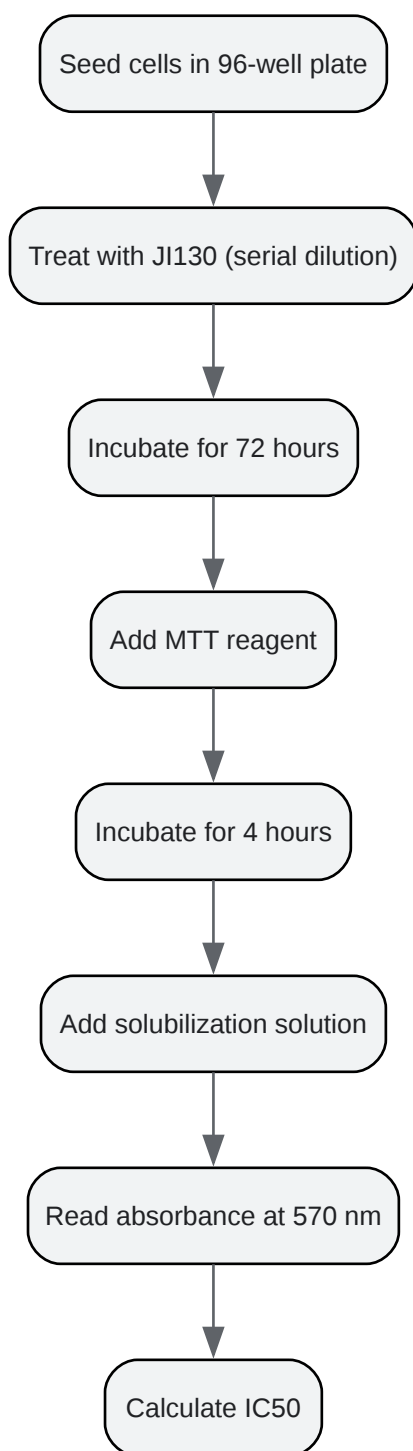 Seed cells in 96-well plate
Treat with JI130 (serial dilution)
Incubate for 72 hours
Add MTT reagent
Incubate for 4 hours
Add solubilization solution
Read absorbance at 570 nm
Calculate IC50